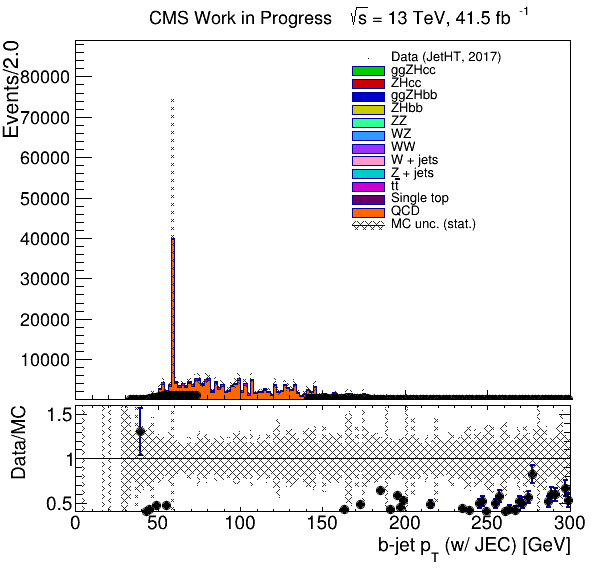 CMS Work in Progress √s = 13 TeV, 41.5 fb -1
Events/2.0
80000
70000
60000
50000
40000
30000
20000
10000
Data (JetHT, 2017)
ggZHcc
ZHcc
ggZHbb
ZHbb
ZZ
WZ
WW
W + jets
Z + jets
tt̅
Single top
QCD
MC unc. (stat.)
Data/MC
1.5
1
0.5
0 50 100 150 200 250 300
b-jet p_T (w/ JEC) [GeV]